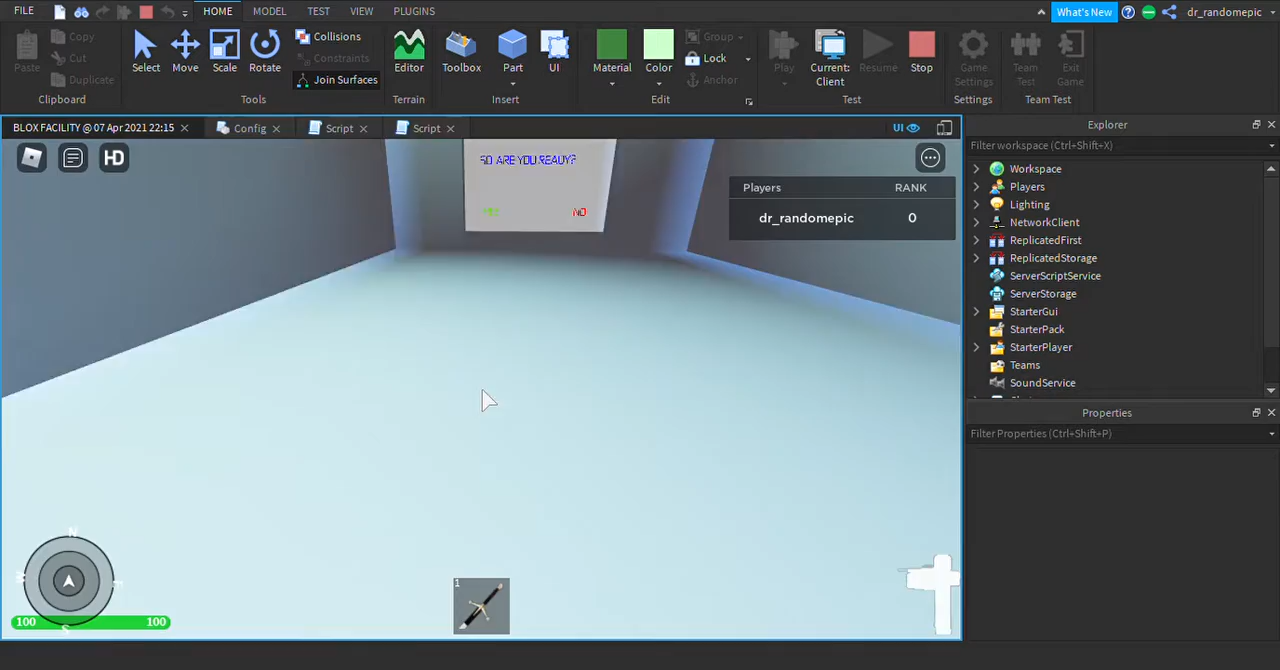 FILE HOME MODEL TEST VIEW PLUGINS What's New dr_randomepic
Paste Copy Cut Duplicate Clipboard
Select Move Scale Rotate Collisions Constraints Join Surfaces Tools
Editor Terrain
Toolbox Part UI Insert
Material Color Group Lock Anchor Edit
Play Current: Client Resume Stop Test
Game Settings Settings
Team Test Exit Game Team Test
BLOX FACILITY @ 07 Apr 2021 22:15 Config Script Script UI
HD
SO ARE YOU READY?
YES NO
Players RANK
dr_randomepic 0
N
S
100 100
1
Explorer
Filter workspace (Ctrl+Shift+X)
Workspace
Players
Lighting
NetworkClient
ReplicatedFirst
ReplicatedStorage
ServerScriptService
ServerStorage
StarterGui
StarterPack
StarterPlayer
Teams
SoundService
Properties
Filter Properties (Ctrl+Shift+P)